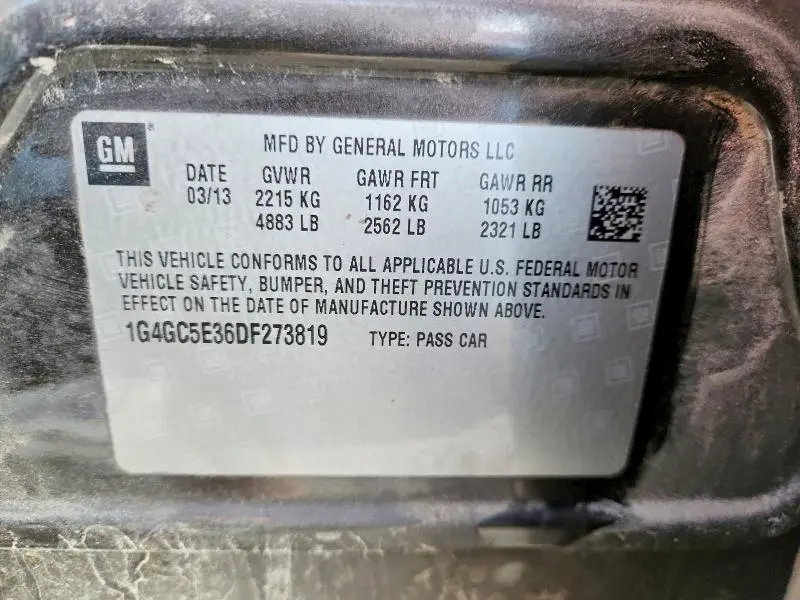 GM
MFD BY GENERAL MOTORS LLC
DATE GVWR GAWR FRT GAWR RR
03/13 2215 KG 1162 KG 1053 KG
4883 LB 2562 LB 2321 LB
THIS VEHICLE CONFORMS TO ALL APPLICABLE U.S. FEDERAL MOTOR
VEHICLE SAFETY, BUMPER, AND THEFT PREVENTION STANDARDS IN
EFFECT ON THE DATE OF MANUFACTURE SHOWN ABOVE.
1G4GC5E36DF273819 TYPE: PASS CAR